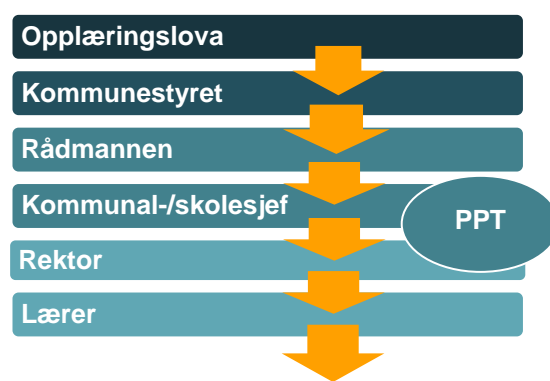 Opplæringslova
Kommunestyret
Rådmannen
Kommunal-/skolesjef
PPT
Rektor
Lærer